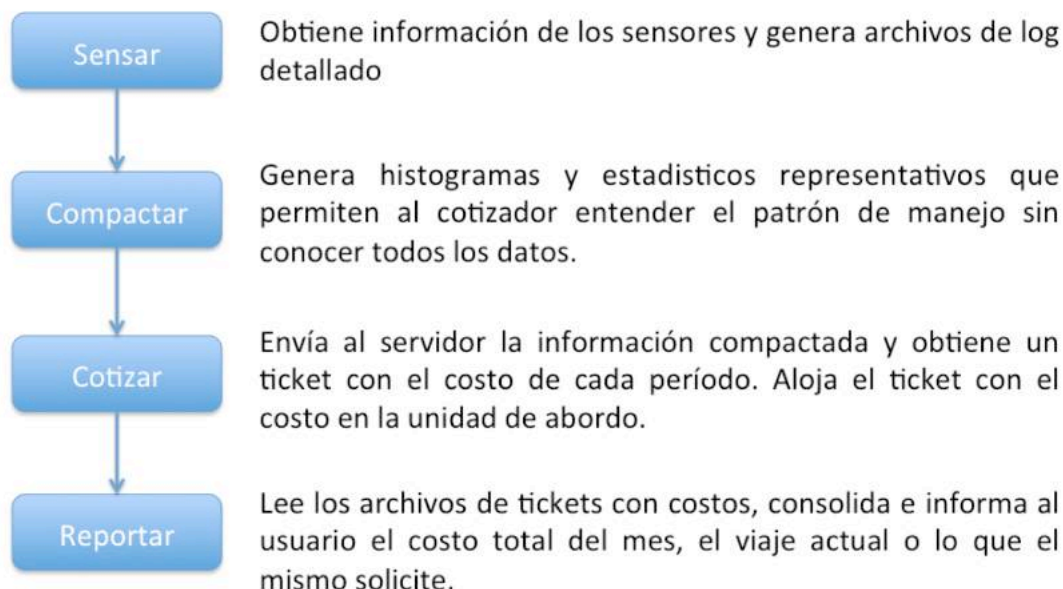 Sensar
Obtiene información de los sensores y genera archivos de log
detallado
Compactar
Genera histogramas y estadisticos representativos que
permiten al cotizador entender el patrón de manejo sin
conocer todos los datos.
Cotizar
Envía al servidor la información compactada y obtiene un
ticket con el costo de cada período. Aloja el ticket con el
costo en la unidad de abordo.
Reportar
Lee los archivos de tickets con costos, consolida e informa al
usuario el costo total del mes, el viaje actual o lo que el
mismo solicite.